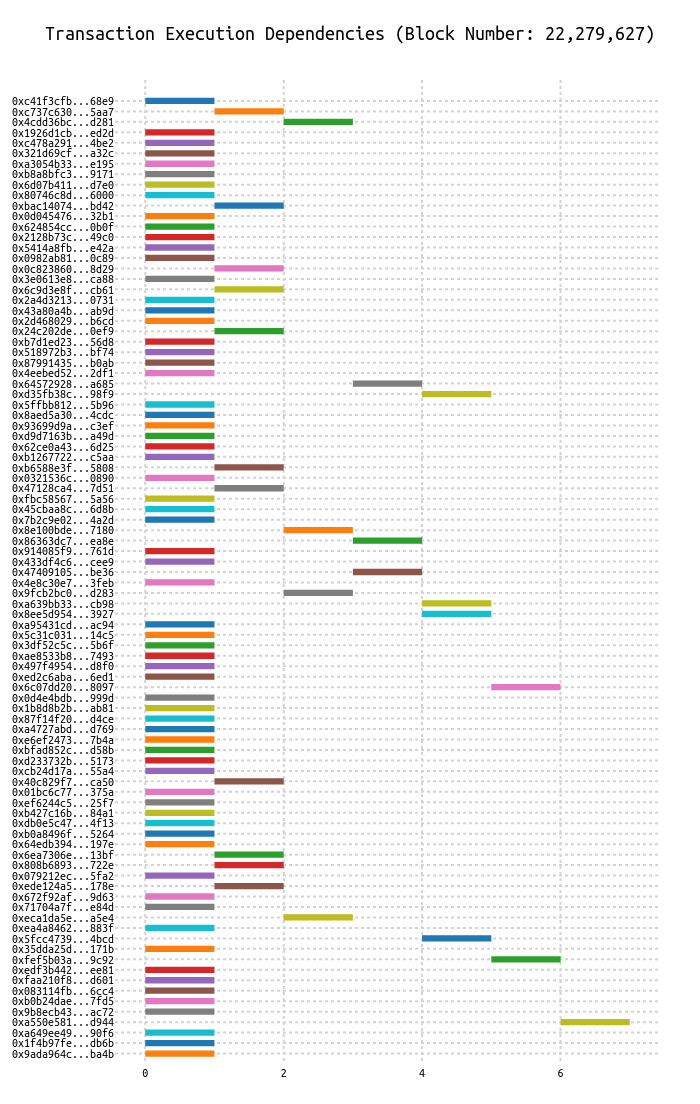 Transaction Execution Dependencies (Block Number: 22,279,627)
0xc41f3cfb...68e9
0xc737c630...5aa7
0x4cdd36bc...d281
0x1926d1cb...ed2d
0xc478a291...4be2
0x321d69cf...a32c
0xa3054b33...e195
0xb8a8bfc3...9171
0x6d07b411...d7e0
0x80746c8d...6000
0xbac14074...bd42
0x0d045476...32b1
0x624854cc...0b0f
0x2128b73c...49c0
0x5414a8fb...e42a
0x0982ab81...0c89
0x0c823860...8d29
0x3e0613e8...ca88
0x6c9d3e8f...cb61
0x2a4d3213...0731
0x43a80a4b...ab9d
0x2d468029...b6cd
0x24c202de...0ef9
0xb7d1ed23...56d8
0x518972b3...bf74
0x87991435...b0ab
0x4eebed52...2df1
0x64572928...a685
0xd35fb38c...98f9
0x5ffbb812...5b96
0x8aed5a30...4cdc
0x93699d9a...c3ef
0xd9d7163b...a49d
0x62ce0a43...6d25
0xb1267722...c5aa
0xb6588e3f...5808
0x0321536c...0890
0x47128ca4...7d51
0xfbc58567...5a56
0x45cbaa8c...6d8b
0x7b2c9e02...4a2d
0x8e100bde...7180
0x86363dc7...ea8e
0x914085f9...761d
0x433df4c6...cee9
0x47409105...be36
0x4e8c30e7...3feb
0x9fcb2bc0...d283
0xa639bb33...cb98
0x8ee5d954...3927
0xa95431cd...ac94
0x5c31c031...14c5
0x3df52c5c...5b6f
0xae8533b8...7493
0x497f4954...d8f0
0xed2c6aba...6ed1
0x6c07dd20...8097
0x0d4e4bdb...999d
0x1b8d8b2b...ab81
0x87f14f20...d4ce
0xa4727abd...d769
0xe6ef2473...7b4a
0xbfad852c...d58b
0xd233732b...5173
0xcb24d17a...55a4
0x40c829f7...ca50
0x01bc6c77...375a
0xef6244c5...25f7
0xb427c16b...84a1
0xdb0e5c47...4f13
0xb0a8496f...5264
0x64edb394...197e
0x6ea7306e...13bf
0x808b6893...722e
0x079212ec...5fa2
0xede124a5...178e
0x672f92af...9d63
0x71704a7f...e84d
0xeca1da5e...a5e4
0xea4a8462...883f
0x5fcc4739...4bcd
0x35dda25d...171b
0xfef5b03a...9c92
0xedf3b442...ee81
0xfaa210f8...d601
0x083114fb...6cc4
0xb0b24dae...7fd5
0x9b8ecb43...ac72
0xa550e581...d944
0xa649ee49...90f6
0x1f4b97fe...db6b
0x9ada964c...ba4b
0 2 4 6